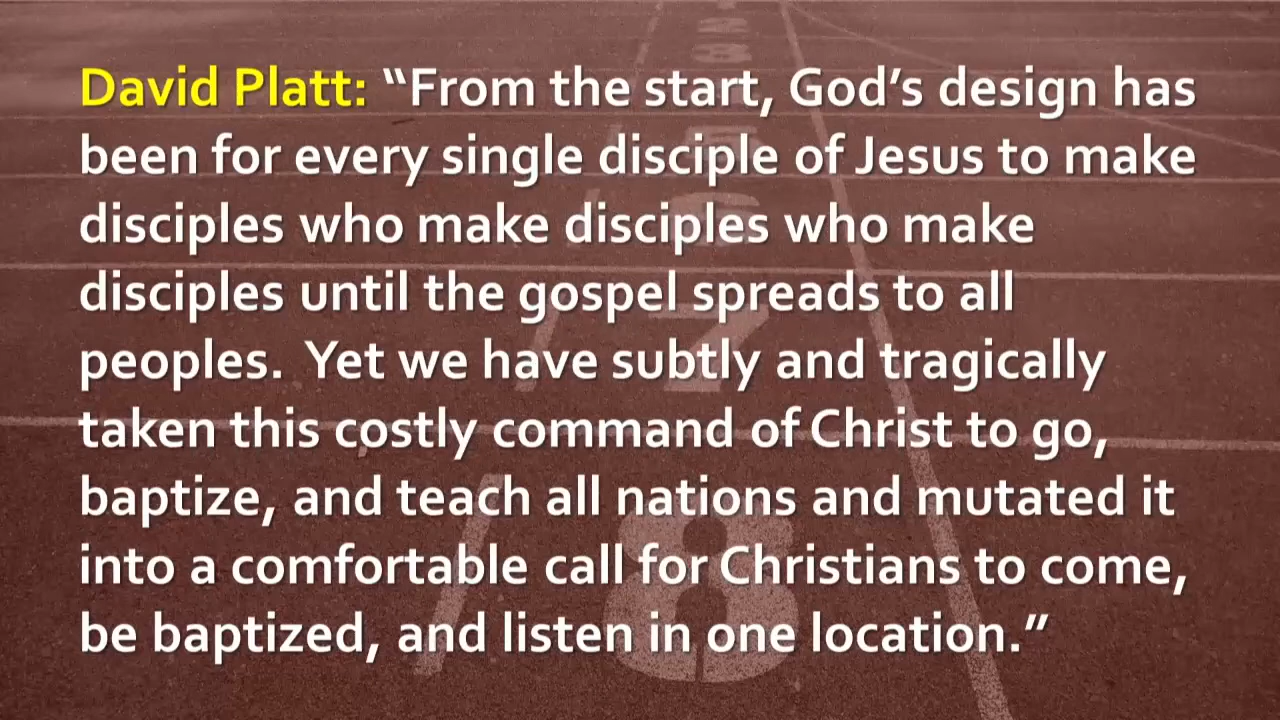 David Platt: “From the start, God’s design has
been for every single disciple of Jesus to make
disciples who make disciples who make
disciples until the gospel spreads to all
peoples.  Yet we have subtly and tragically
taken this costly command of Christ to go,
baptize, and teach all nations and mutated it
into a comfortable call for Christians to come,
be baptized, and listen in one location.”
6
7
8